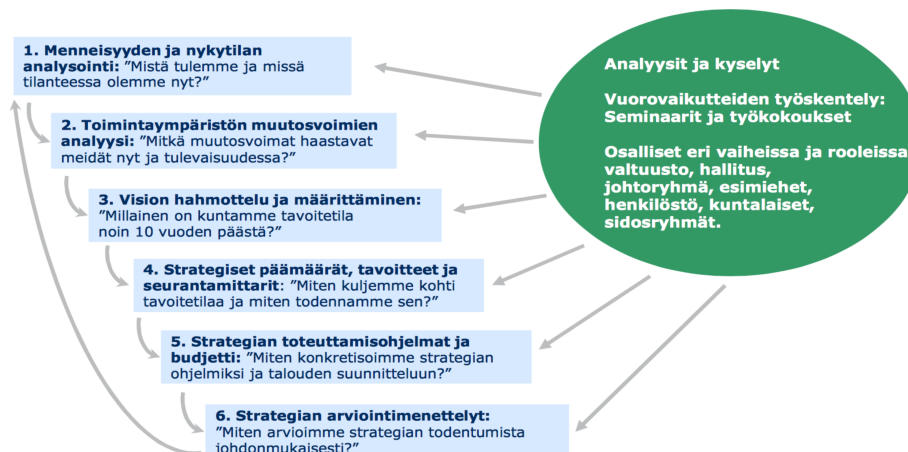 1. Menneisyyden ja nykytilan
analysointi: ”Mistä tulemme ja missä
tilanteessa olemme nyt?”
2. Toimintaympäristön muutosvoimien
analyysi: ”Mitkä muutosvoimat haastavat
meidät nyt ja tulevaisuudessa?”
3. Vision hahmottelu ja määrittäminen:
”Millainen on kuntamme tavoitetila
noin 10 vuoden päästä?”
4. Strategiset päämäärät, tavoitteet ja
seurantamittarit: ”Miten kuljemme kohti
tavoitetilaa ja miten todennamme sen?”
5. Strategian toteuttamisohjelmat ja
budjetti: ”Miten konkretisoimme strategian
ohjelmiksi ja talouden suunnitteluun?”
6. Strategian arviointimenettelyt:
”Miten arvioimme strategian todentumista
johdonmukaisesti?”
Analyysit ja kyselyt
Vuorovaikutteiden työskentely:
Seminaarit ja työkokoukset
Osalliset eri vaiheissa ja rooleissa
valtuusto, hallitus,
johtoryhmä, esimiehet,
henkilöstö, kuntalaiset,
sidosryhmät.